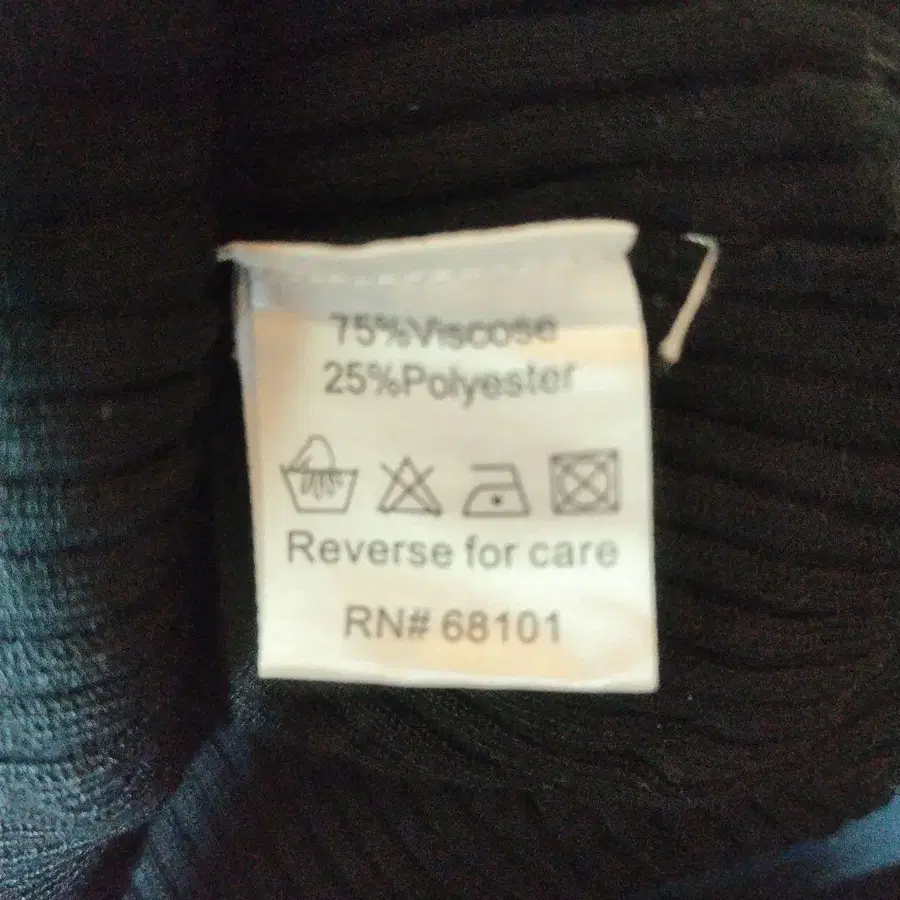 75%Viscose
25%Polyester
Reverse for care
RN# 68101